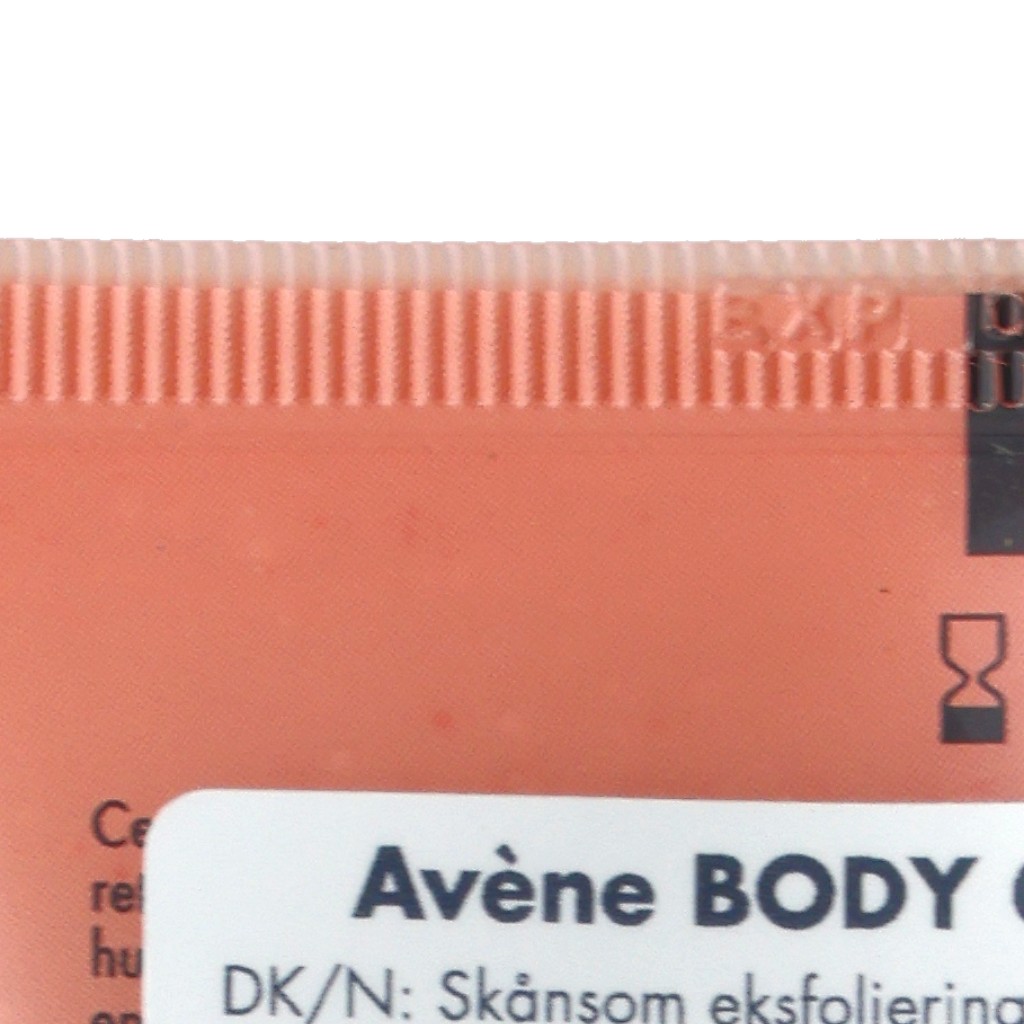 EXP
Avène BODY
DK/N: Skånsom eksfoliering